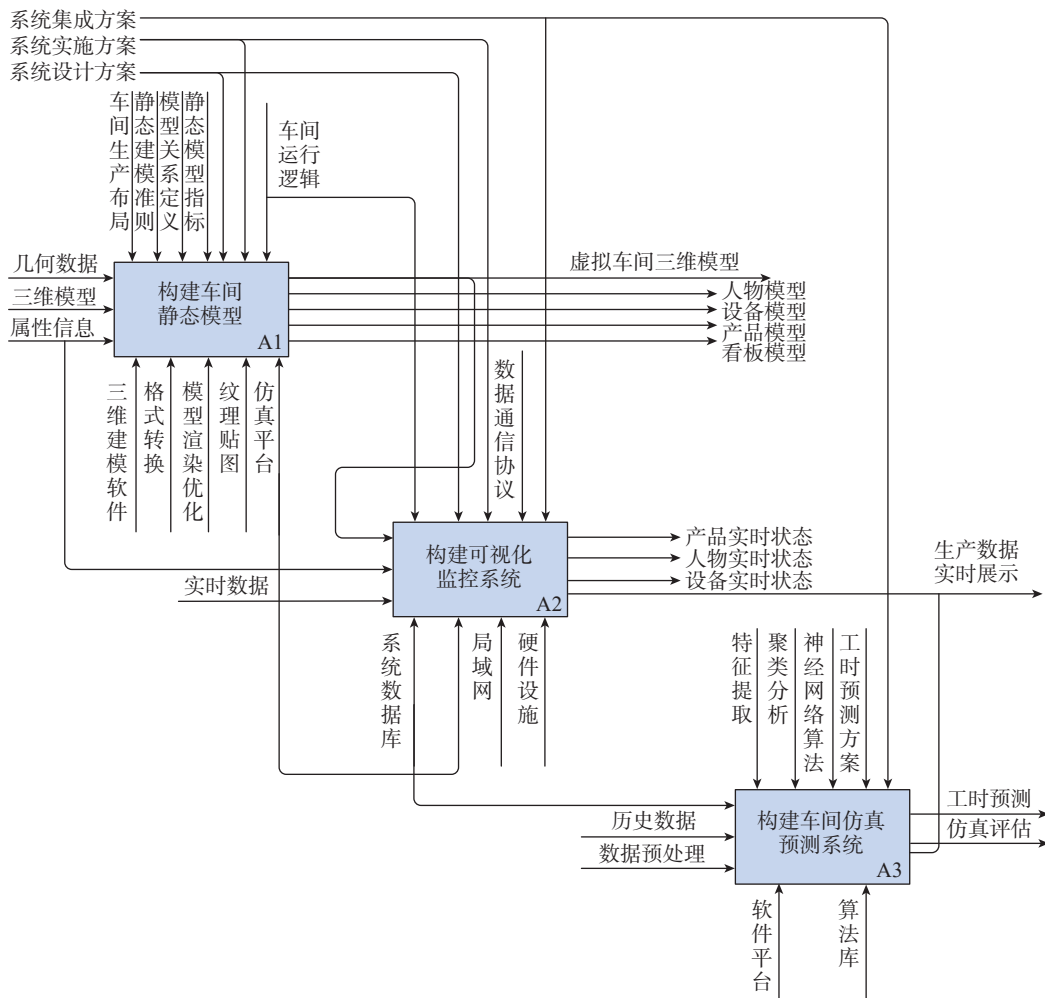 系统集成方案
系统实施方案
系统设计方案
车间生产布局
静态建模准则
模型关系定义
静态模型指标
车间
运行
逻辑
几何数据
三维模型
属性信息
构建车间
静态模型
A1
虚拟车间三维模型
人物模型
设备模型
产品模型
看板模型
三维建模软件
格式转换
模型渲染优化
纹理贴图
仿真平台
数据通信协议
实时数据
构建可视化
监控系统
A2
产品实时状态
人物实时状态
设备实时状态
生产数据
实时展示
系统数据库
局域网
硬件设施
特征提取
聚类分析
神经网络算法
工时预测方案
历史数据
数据预处理
构建车间仿真
预测系统
A3
工时预测
仿真评估
软件平台
算法库